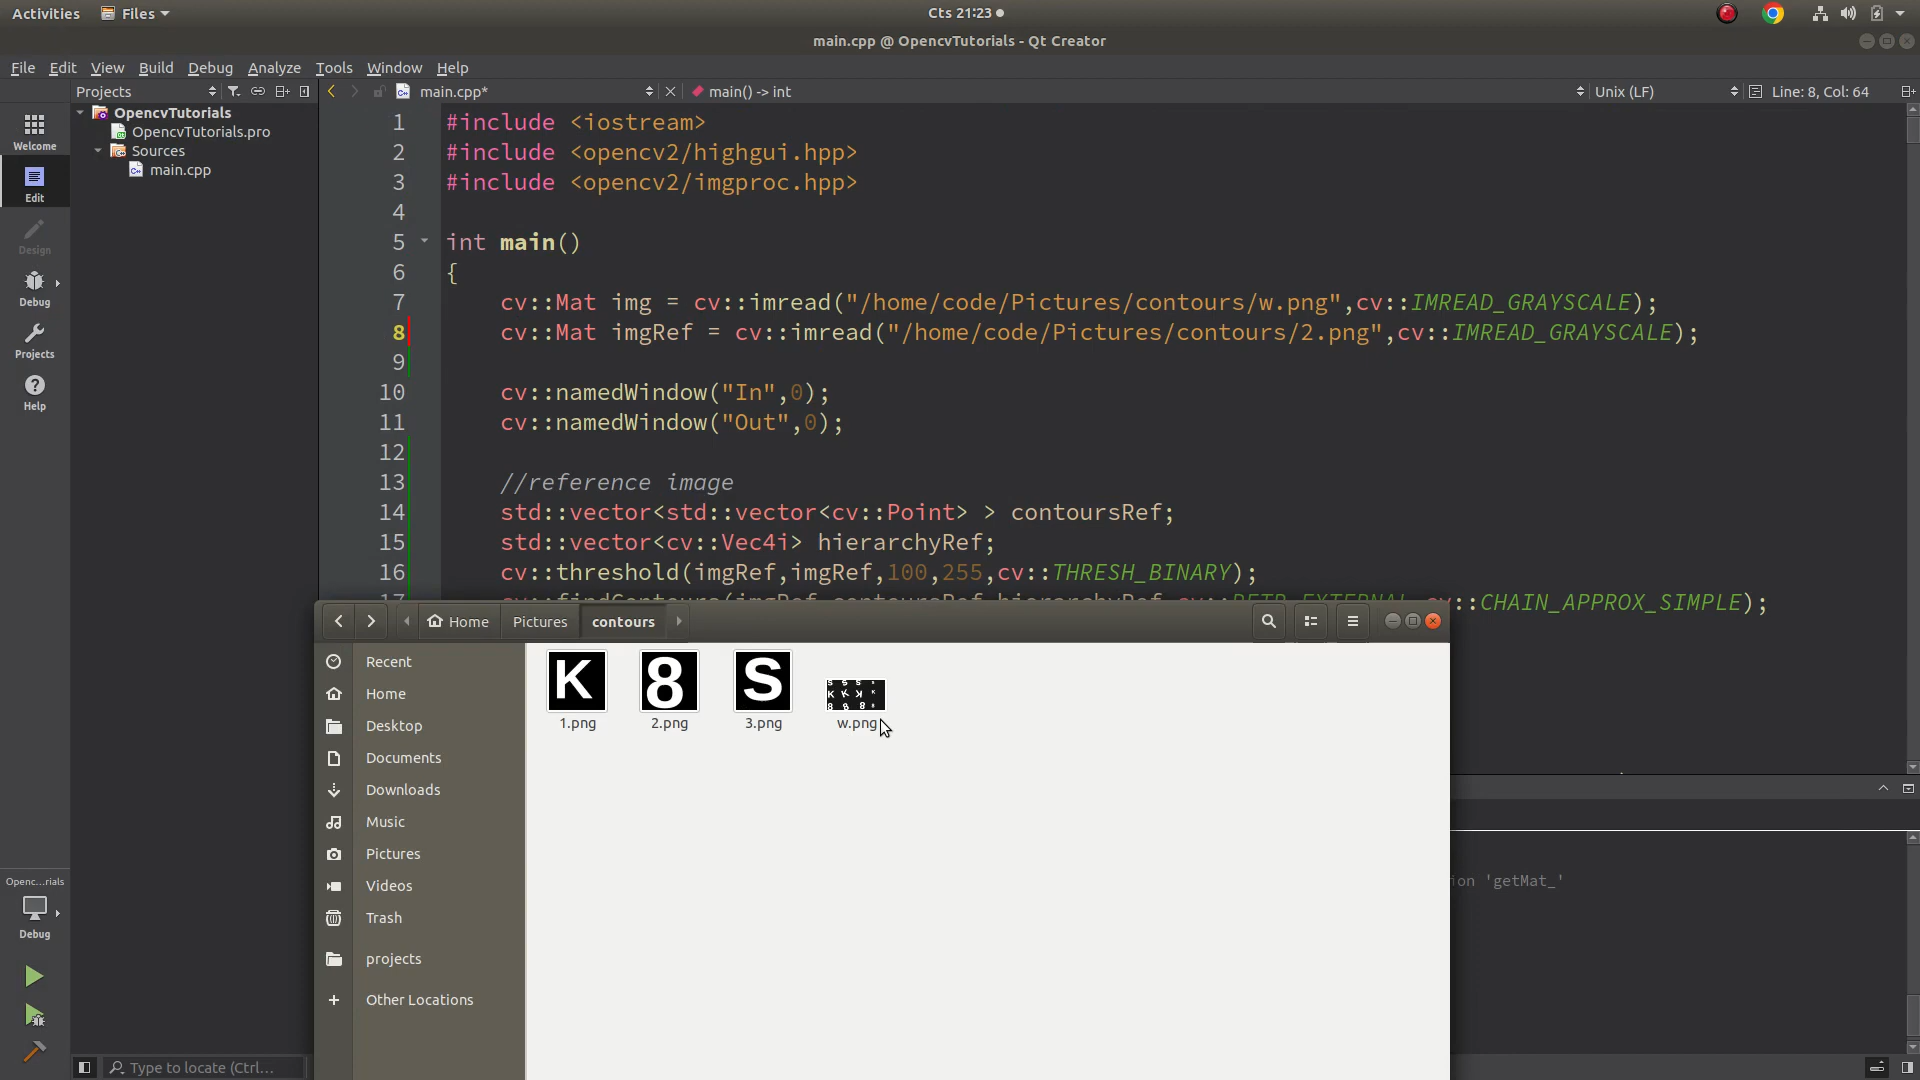 Activities Files Cts 21:23
main.cpp @ OpencvTutorials - Qt Creator
File Edit View Build Debug Analyze Tools Window Help
Projects main.cpp* main() -> int Unix (LF) Line: 8, Col: 64
OpencvTutorials
OpencvTutorials.pro
Sources
main.cpp
Welcome
Edit
Design
Debug
Projects
Help
Openc...rials
Debug
1 #include <iostream>
2 #include <opencv2/highgui.hpp>
3 #include <opencv2/imgproc.hpp>
4
5 int main()
6 {
7 cv::Mat img = cv::imread("/home/code/Pictures/contours/w.png",cv::IMREAD_GRAYSCALE);
8 cv::Mat imgRef = cv::imread("/home/code/Pictures/contours/2.png",cv::IMREAD_GRAYSCALE);
9
10 cv::namedWindow("In",0);
11 cv::namedWindow("Out",0);
12
13 //reference image
14 std::vector<std::vector<cv::Point> > contoursRef;
15 std::vector<cv::Vec4i> hierarchyRef;
16 cv::threshold(imgRef,imgRef,100,255,cv::THRESH_BINARY);
::CHAIN_APPROX_SIMPLE);
Home Pictures contours
Recent
Home
Desktop
Documents
Downloads
Music
Pictures
Videos
Trash
projects
Other Locations
K 8 S
1.png 2.png 3.png w.png
ion 'getMat_'
Type to locate (Ctrl...